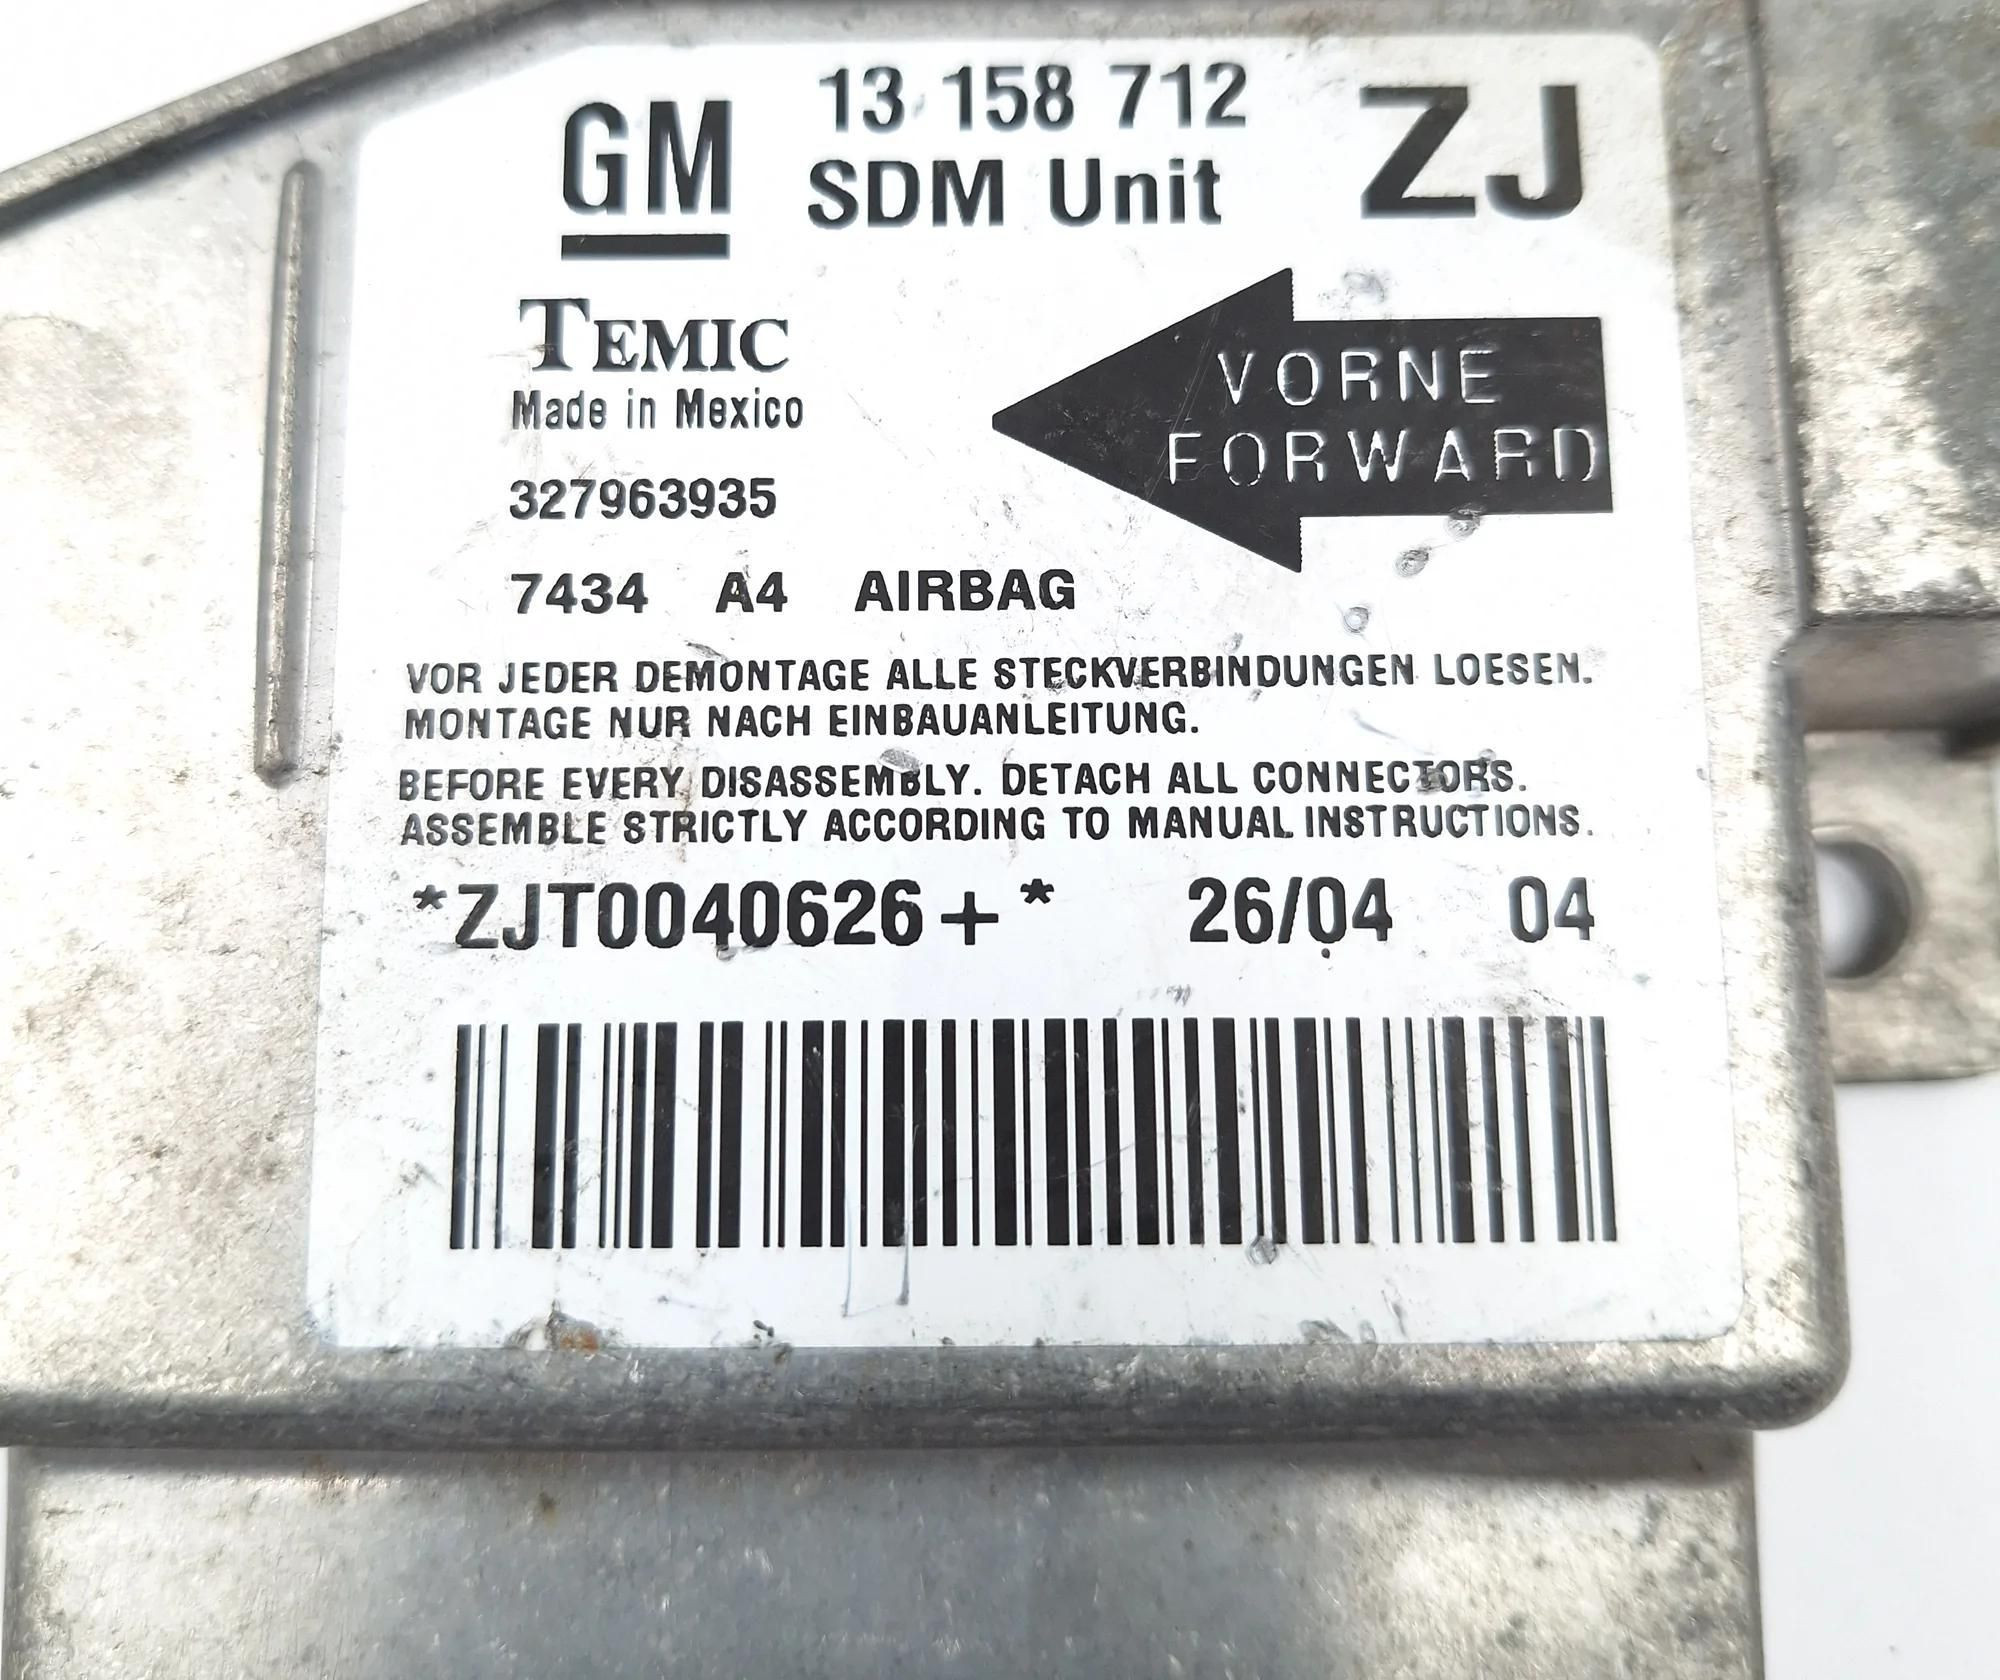 GM
13 158 712
SDM Unit
ZJ
TEMIC
Made in Mexico
VORNE
FORWARD
327963935
7434 A4 AIRBAG
VOR JEDER DEMONTAGE ALLE STECKVERBINDUNGEN LOESEN.
MONTAGE NUR NACH EINBAUANLEITUNG.
BEFORE EVERY DISASSEMBLY. DETACH ALL CONNECTORS.
ASSEMBLE STRICTLY ACCORDING TO MANUAL INSTRUCTIONS.
*ZJT0040626+* 26/04 04